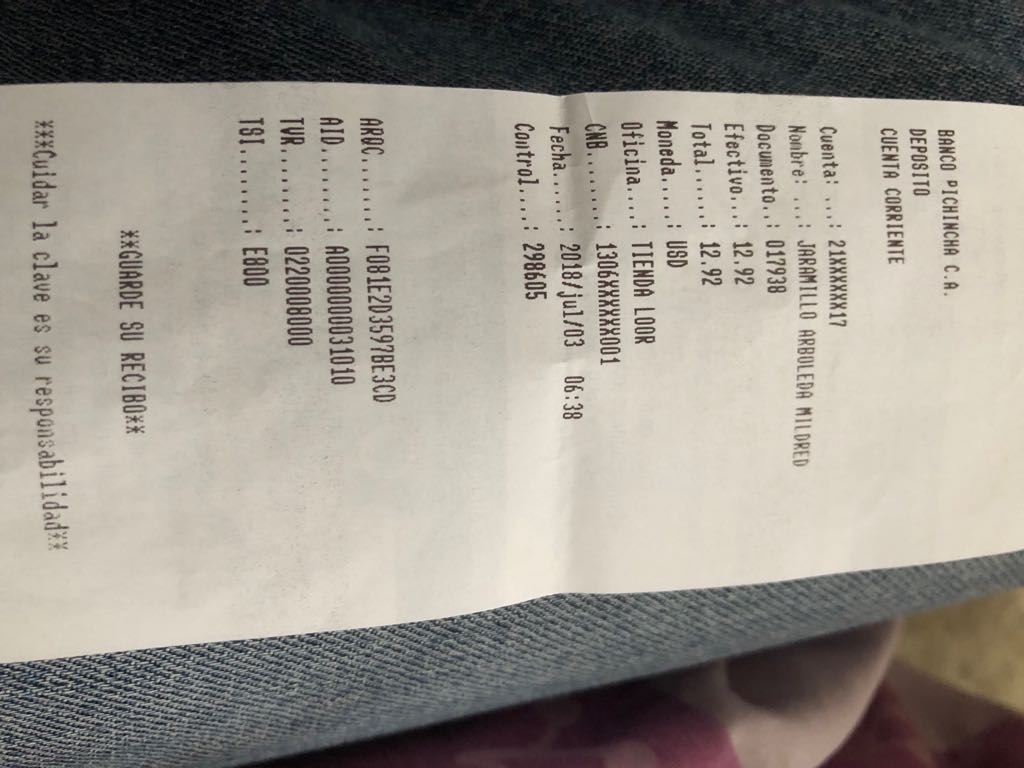 BANCO PICHINCHA C.A.
DEPOSITO
CUENTA CORRIENTE
Cuenta: ...: 21XXXXXX17
Nombre: ...: JARAMILLO ARBOLEDA MILDRED
Documento..: 017938
Efectivo...: 12.92
Total......: 12.92
Moneda.....: USD
Oficina....: TIENDA LOOR
CNB........: 1306XXXXXX001
Fecha......: 2018/jul/03 06:38
Control....: 298605
ARQC.......: F081E2D3597BE3CD
AID........: A0000000031010
TVR........: 0220008000
TSI........: E800
**GUARDE SU RECIBO**
***Cuidar la clave es su responsabilidad**